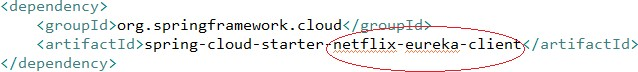 <dependency>
<groupId>org.springframework.cloud</groupId>
<artifactId>spring-cloud-starter-netflix-eureka-client</artifactId>
</dependency>